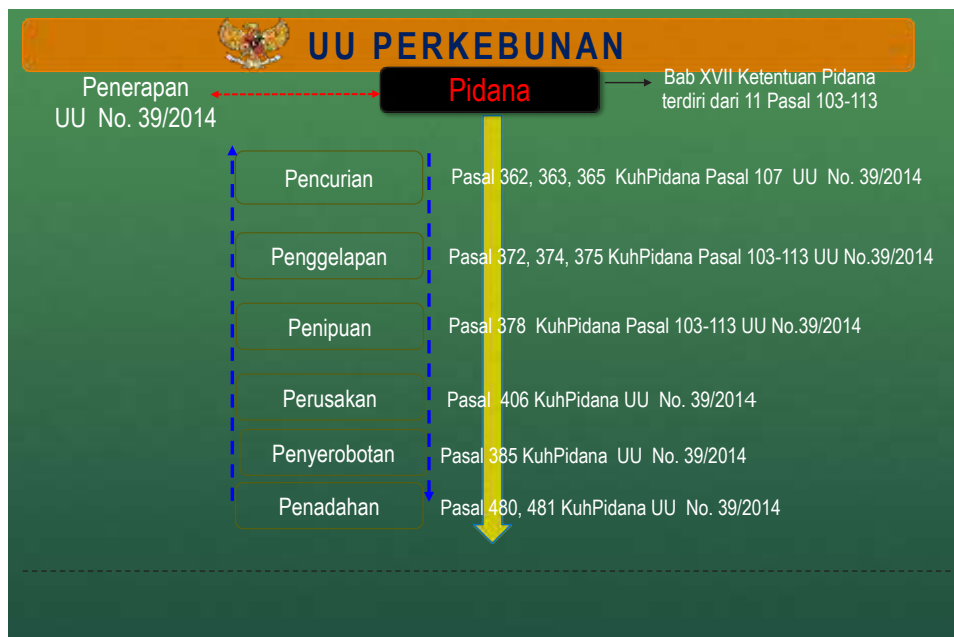 UU PERKEBUNAN
Penerapan
UU No. 39/2014
Pidana
Bab XVII Ketentuan Pidana
terdiri dari 11 Pasal 103-113
Pencurian
Pasal 362, 363, 365 KuhPidana Pasal 107 UU No. 39/2014
Penggelapan
Pasal 372, 374, 375 KuhPidana Pasal 103-113 UU No.39/2014
Penipuan
Pasal 378 KuhPidana Pasal 103-113 UU No.39/2014
Perusakan
Pasal 406 KuhPidana UU No. 39/2014
Penyerobotan
Pasal 385 KuhPidana UU No. 39/2014
Penadahan
Pasal 480, 481 KuhPidana UU No. 39/2014